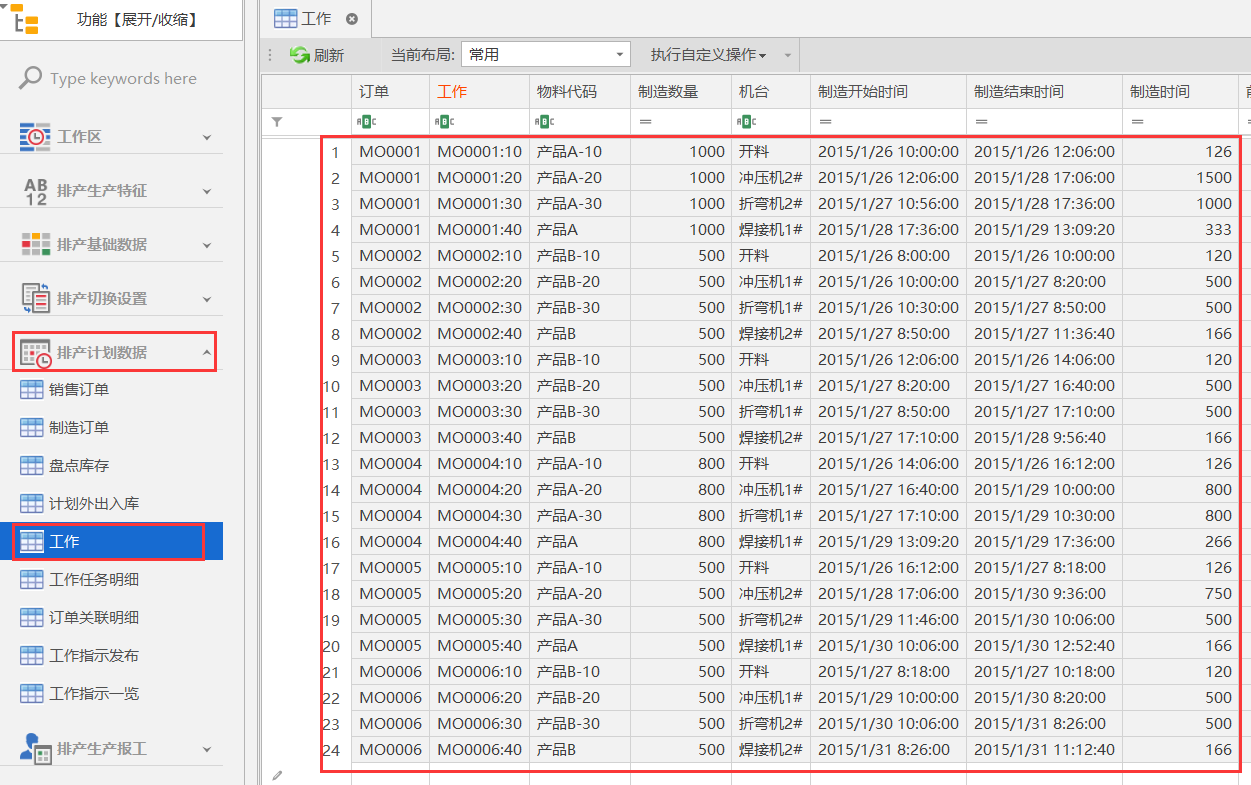 功能【展开/收缩】
Type keywords here
工作区
AB
12
排产生产特征
排产基础数据
排产切换设置
排产计划数据
销售订单
制造订单
盘点库存
计划外出入库
工作
工作任务明细
订单关联明细
工作指示发布
工作指示一览
排产生产报工
工作
刷新 当前布局: 常用 执行自定义操作
订单 工作 物料代码 制造数量 机台 制造开始时间 制造结束时间 制造时间
ABC ABC ABC = ABC = = =
1 MO0001 MO0001:10 产品A-10 1000 开料 2015/1/26 10:00:00 2015/1/26 12:06:00 126
2 MO0001 MO0001:20 产品A-20 1000 冲压机2# 2015/1/26 12:06:00 2015/1/28 17:06:00 1500
3 MO0001 MO0001:30 产品A-30 1000 折弯机2# 2015/1/27 10:56:00 2015/1/28 17:36:00 1000
4 MO0001 MO0001:40 产品A 1000 焊接机1# 2015/1/28 17:36:00 2015/1/29 13:09:20 333
5 MO0002 MO0002:10 产品B-10 500 开料 2015/1/26 8:00:00 2015/1/26 10:00:00 120
6 MO0002 MO0002:20 产品B-20 500 冲压机1# 2015/1/26 10:00:00 2015/1/27 8:20:00 500
7 MO0002 MO0002:30 产品B-30 500 折弯机1# 2015/1/26 10:30:00 2015/1/27 8:50:00 500
8 MO0002 MO0002:40 产品B 500 焊接机2# 2015/1/27 8:50:00 2015/1/27 11:36:40 166
9 MO0003 MO0003:10 产品B-10 500 开料 2015/1/26 12:06:00 2015/1/26 14:06:00 120
10 MO0003 MO0003:20 产品B-20 500 冲压机1# 2015/1/27 8:20:00 2015/1/27 16:40:00 500
11 MO0003 MO0003:30 产品B-30 500 折弯机1# 2015/1/27 8:50:00 2015/1/27 17:10:00 500
12 MO0003 MO0003:40 产品B 500 焊接机2# 2015/1/27 17:10:00 2015/1/28 9:56:40 166
13 MO0004 MO0004:10 产品A-10 800 开料 2015/1/26 14:06:00 2015/1/26 16:12:00 126
14 MO0004 MO0004:20 产品A-20 800 冲压机1# 2015/1/27 16:40:00 2015/1/29 10:00:00 800
15 MO0004 MO0004:30 产品A-30 800 折弯机1# 2015/1/27 17:10:00 2015/1/29 10:30:00 800
16 MO0004 MO0004:40 产品A 800 焊接机1# 2015/1/29 13:09:20 2015/1/29 17:36:00 266
17 MO0005 MO0005:10 产品A-10 500 开料 2015/1/26 16:12:00 2015/1/27 8:18:00 126
18 MO0005 MO0005:20 产品A-20 500 冲压机2# 2015/1/28 17:06:00 2015/1/30 9:36:00 750
19 MO0005 MO0005:30 产品A-30 500 折弯机2# 2015/1/29 11:46:00 2015/1/30 10:06:00 500
20 MO0005 MO0005:40 产品A 500 焊接机1# 2015/1/30 10:06:00 2015/1/30 12:52:40 166
21 MO0006 MO0006:10 产品B-10 500 开料 2015/1/27 8:18:00 2015/1/27 10:18:00 120
22 MO0006 MO0006:20 产品B-20 500 冲压机1# 2015/1/29 10:00:00 2015/1/30 8:20:00 500
23 MO0006 MO0006:30 产品B-30 500 折弯机2# 2015/1/30 10:06:00 2015/1/31 8:26:00 500
24 MO0006 MO0006:40 产品B 500 焊接机2# 2015/1/31 8:26:00 2015/1/31 11:12:40 166